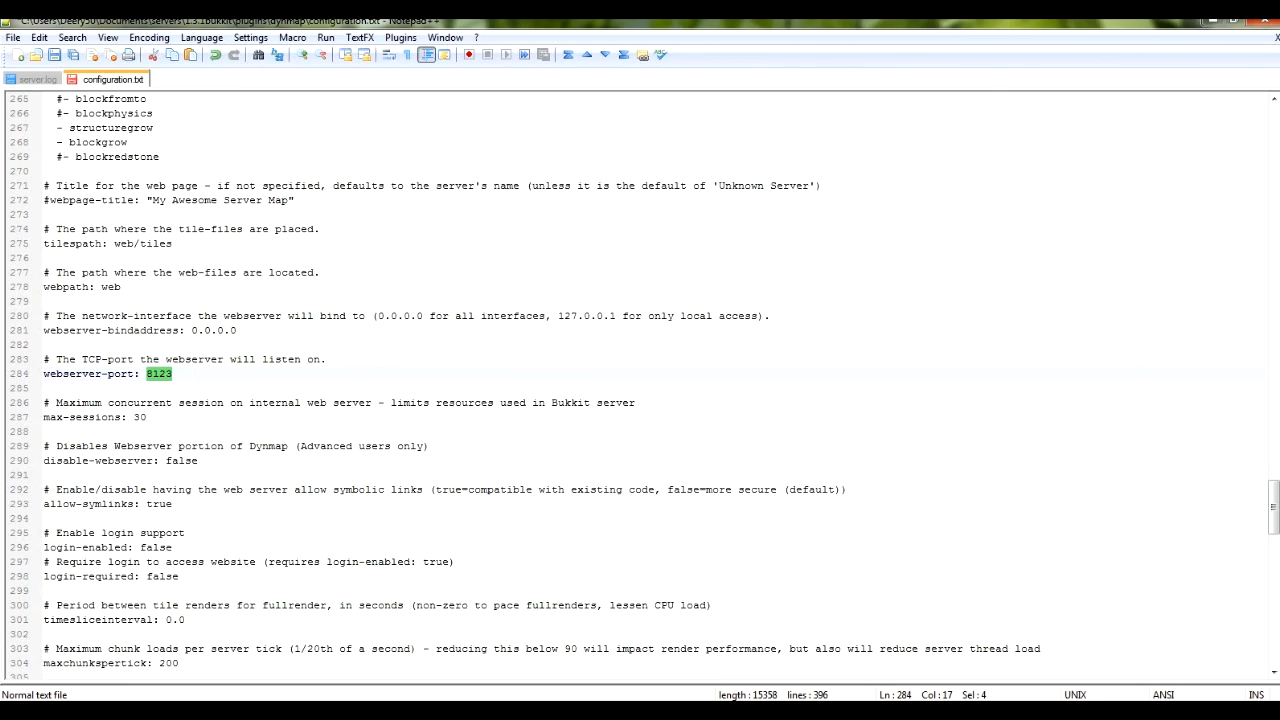 C:\Users\Deery50\Documents\servers\1.3.1bukkit\plugins\dynmap\configuration.txt - Notepad++
File Edit Search View Encoding Language Settings Macro Run TextFX Plugins Window ?
X
server.log configuration.txt
265 #- blockfromto
266 #- blockphysics
267 - structuregrow
268 - blockgrow
269 #- blockredstone
270
271 # Title for the web page - if not specified, defaults to the server's name (unless it is the default of 'Unknown Server')
272 #webpage-title: "My Awesome Server Map"
273
274 # The path where the tile-files are placed.
275 tilespath: web/tiles
276
277 # The path where the web-files are located.
278 webpath: web
279
280 # The network-interface the webserver will bind to (0.0.0.0 for all interfaces, 127.0.0.1 for only local access).
281 webserver-bindaddress: 0.0.0.0
282
283 # The TCP-port the webserver will listen on.
284 webserver-port: 8123
285
286 # Maximum concurrent session on internal web server - limits resources used in Bukkit server
287 max-sessions: 30
288
289 # Disables Webserver portion of Dynmap (Advanced users only)
290 disable-webserver: false
291
292 # Enable/disable having the web server allow symbolic links (true=compatible with existing code, false=more secure (default))
293 allow-symlinks: true
294
295 # Enable login support
296 login-enabled: false
297 # Require login to access website (requires login-enabled: true)
298 login-required: false
299
300 # Period between tile renders for fullrender, in seconds (non-zero to pace fullrenders, lessen CPU load)
301 timesliceinterval: 0.0
302
303 # Maximum chunk loads per server tick (1/20th of a second) - reducing this below 90 will impact render performance, but also will reduce server thread load
304 maxchunkspertick: 200
305
Normal text file length : 15358 lines : 396 Ln : 284 Col : 17 Sel : 4 UNIX ANSI INS